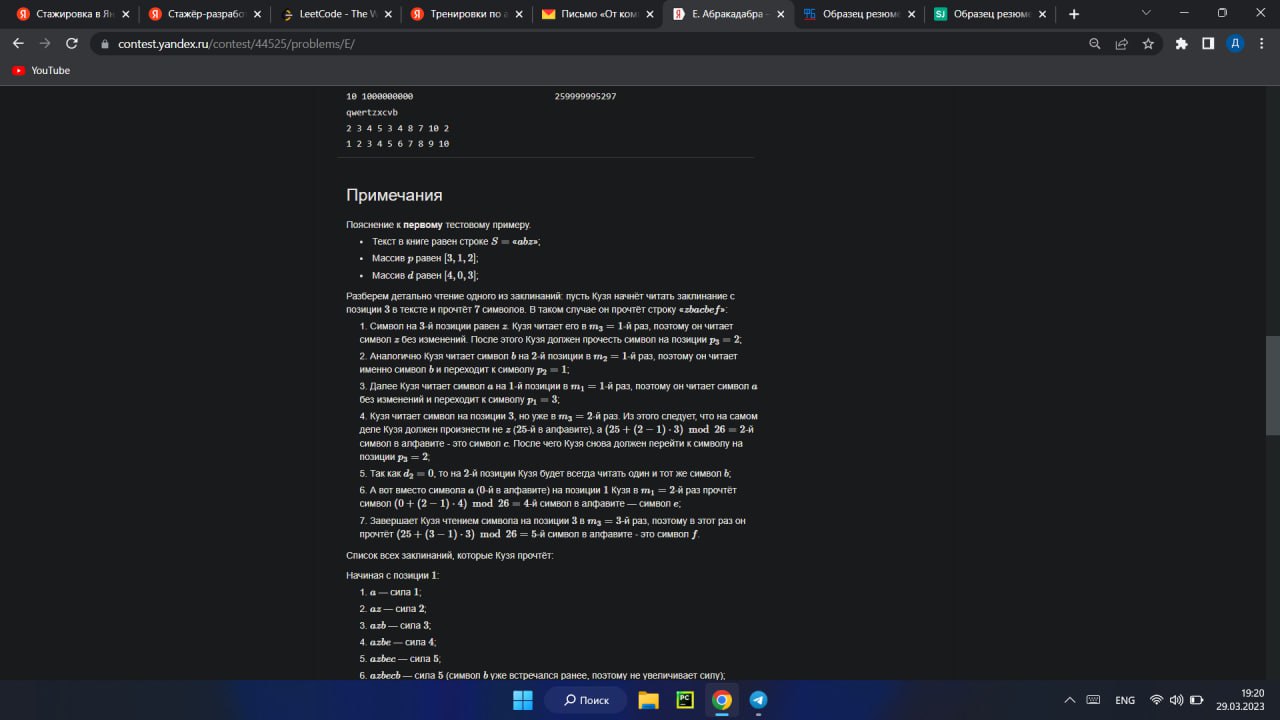 Стажировка в Ян
Стажёр-разработ
LeetCode - The W
Тренировки по а
Письмо «От ком
Е. Абракадабра –
Образец резюме
Образец резюме
contest.yandex.ru/contest/44525/problems/E/
Д
YouTube
10 1000000000 259999995297
qwertzxcvb
2 3 4 5 3 4 8 7 10 2
1 2 3 4 5 6 7 8 9 10
Примечания
Пояснение к первому тестовому примеру.
• Текст в книге равен строке S = «abz»;
• Массив p равен [3, 1, 2];
• Массив d равен [4, 0, 3];
Разберем детально чтение одного из заклинаний: пусть Кузя начнёт читать заклинание с
позиции 3 в тексте и прочтёт 7 символов. В таком случае он прочтёт строку «zbacbef»:
1. Символ на 3-й позиции равен z. Кузя читает его в m₃ = 1-й раз, поэтому он читает
символ z без изменений. После этого Кузя должен прочесть символ на позиции p₃ = 2;
2. Аналогично Кузя читает символ b на 2-й позиции в m₂ = 1-й раз, поэтому он читает
именно символ b и переходит к символу p₂ = 1;
3. Далее Кузя читает символ a на 1-й позиции в m₁ = 1-й раз, поэтому он читает символ a
без изменений и переходит к символу p₁ = 3;
4. Кузя читает символ на позиции 3, но уже в m₃ = 2-й раз. Из этого следует, что на самом
деле Кузя должен произнести не z (25-й в алфавите), а (25 + (2 − 1) · 3) mod 26 = 2-й
символ в алфавите - это символ c. После чего Кузя снова должен перейти к символу на
позиции p₃ = 2;
5. Так как d₂ = 0, то на 2-й позиции Кузя будет всегда читать один и тот же символ b;
6. А вот вместо символа a (0-й в алфавите) на позиции 1 Кузя в m₁ = 2-й раз прочтёт
символ (0 + (2 − 1) · 4) mod 26 = 4-й символ в алфавите — символ e;
7. Завершает Кузя чтением символа на позиции 3 в m₃ = 3-й раз, поэтому в этот раз он
прочтёт (25 + (3 − 1) · 3) mod 26 = 5-й символ в алфавите - это символ f.
Список всех заклинаний, которые Кузя прочтёт:
Начиная с позиции 1:
1. a — сила 1;
2. az — сила 2;
3. azb — сила 3;
4. azbe — сила 4;
5. azbec — сила 5;
6. azbecb — сила 5 (символ b уже встречался ранее, поэтому не увеличивает силу);
Поиск
PC
ENG
19:20
29.03.2023